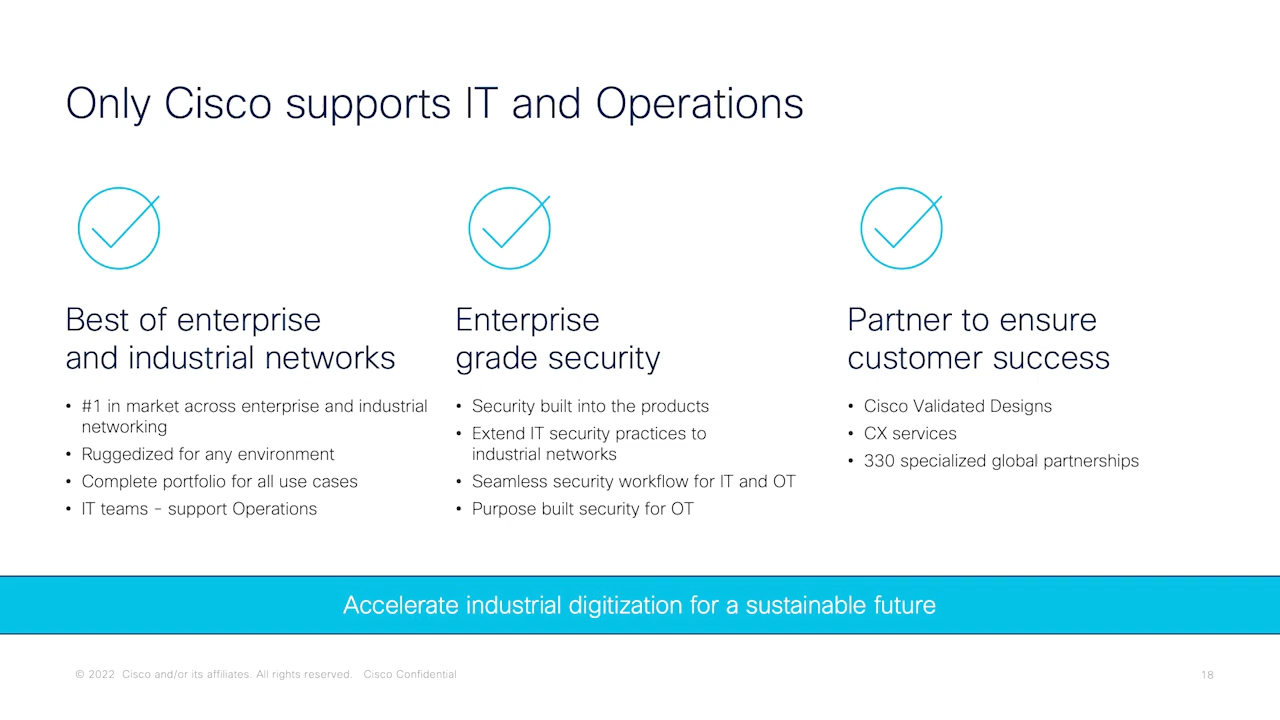 Only Cisco supports IT and Operations
Best of enterprise
and industrial networks
• #1 in market across enterprise and industrial
networking
• Ruggedized for any environment
• Complete portfolio for all use cases
• IT teams – support Operations
Enterprise
grade security
• Security built into the products
• Extend IT security practices to
industrial networks
• Seamless security workflow for IT and OT
• Purpose built security for OT
Partner to ensure
customer success
• Cisco Validated Designs
• CX services
• 330 specialized global partnerships
Accelerate industrial digitization for a sustainable future
© 2022 Cisco and/or its affiliates. All rights reserved. Cisco Confidential
18